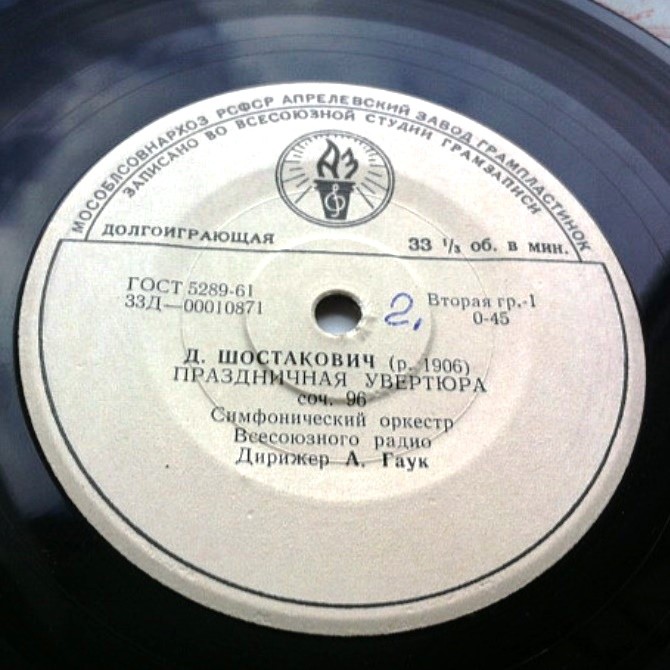 МОСОБЛСОВНАРХОЗ РСФСР АПРЕЛЕВСКИЙ ЗАВОД ГРАМПЛАСТИНОК
ЗАПИСАНО ВО ВСЕСОЮЗНОЙ СТУДИИ ГРАМЗАПИСИ
АЗ
ДОЛГОИГРАЮЩАЯ 33 ⅓ об. в мин.
ГОСТ 5289-61
33Д—00010871
2,
Вторая гр.-1
0-45
Д. ШОСТАКОВИЧ (р. 1906)
ПРАЗДНИЧНАЯ УВЕРТЮРА
соч. 96
Симфонический оркестр
Всесоюзного радио
Дирижер А. Гаук